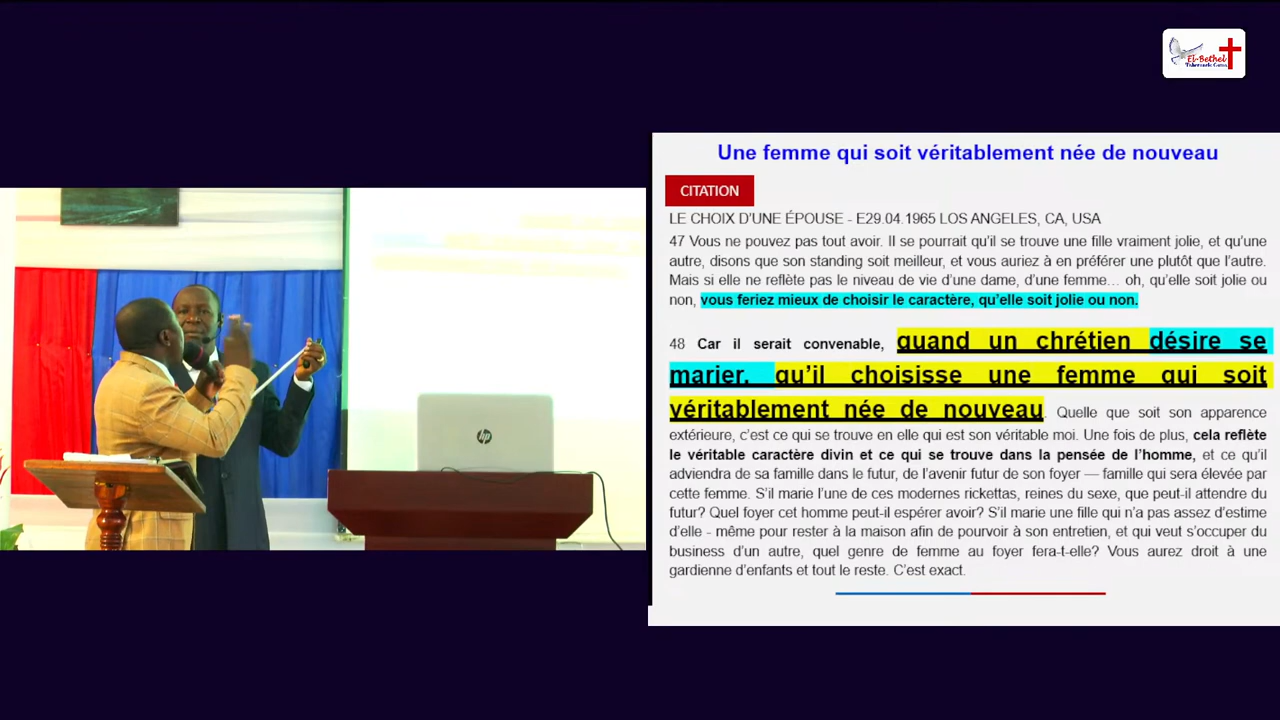 El-Bethel
Une femme qui soit véritablement née de nouveau
CITATION
LE CHOIX D'UNE ÉPOUSE - E29.04.1965 LOS ANGELES, CA, USA
47 Vous ne pouvez pas tout avoir. Il se pourrait qu'il se trouve une fille vraiment jolie, et qu'une
autre, disons que son standing soit meilleur, et vous auriez à en préférer une plutôt que l'autre.
Mais si elle ne reflète pas le niveau de vie d'une dame, d'une femme… oh, qu'elle soit jolie ou
non, vous feriez mieux de choisir le caractère, qu'elle soit jolie ou non.
48 Car il serait convenable, quand un chrétien désire se
marier, qu'il choisisse une femme qui soit
véritablement née de nouveau. Quelle que soit son apparence
extérieure, c'est ce qui se trouve en elle qui est son véritable moi. Une fois de plus, cela reflète
le véritable caractère divin et ce qui se trouve dans la pensée de l'homme, et ce qu'il
adviendra de sa famille dans le futur, de l'avenir futur de son foyer — famille qui sera élevée par
cette femme. S'il marie l'une de ces modernes rickettas, reines du sexe, que peut-il attendre du
futur? Quel foyer cet homme peut-il espérer avoir? S'il marie une fille qui n'a pas assez d'estime
d'elle - même pour rester à la maison afin de pourvoir à son entretien, et qui veut s'occuper du
business d'un autre, quel genre de femme au foyer fera-t-elle? Vous aurez droit à une
gardienne d'enfants et tout le reste. C'est exact.
hp